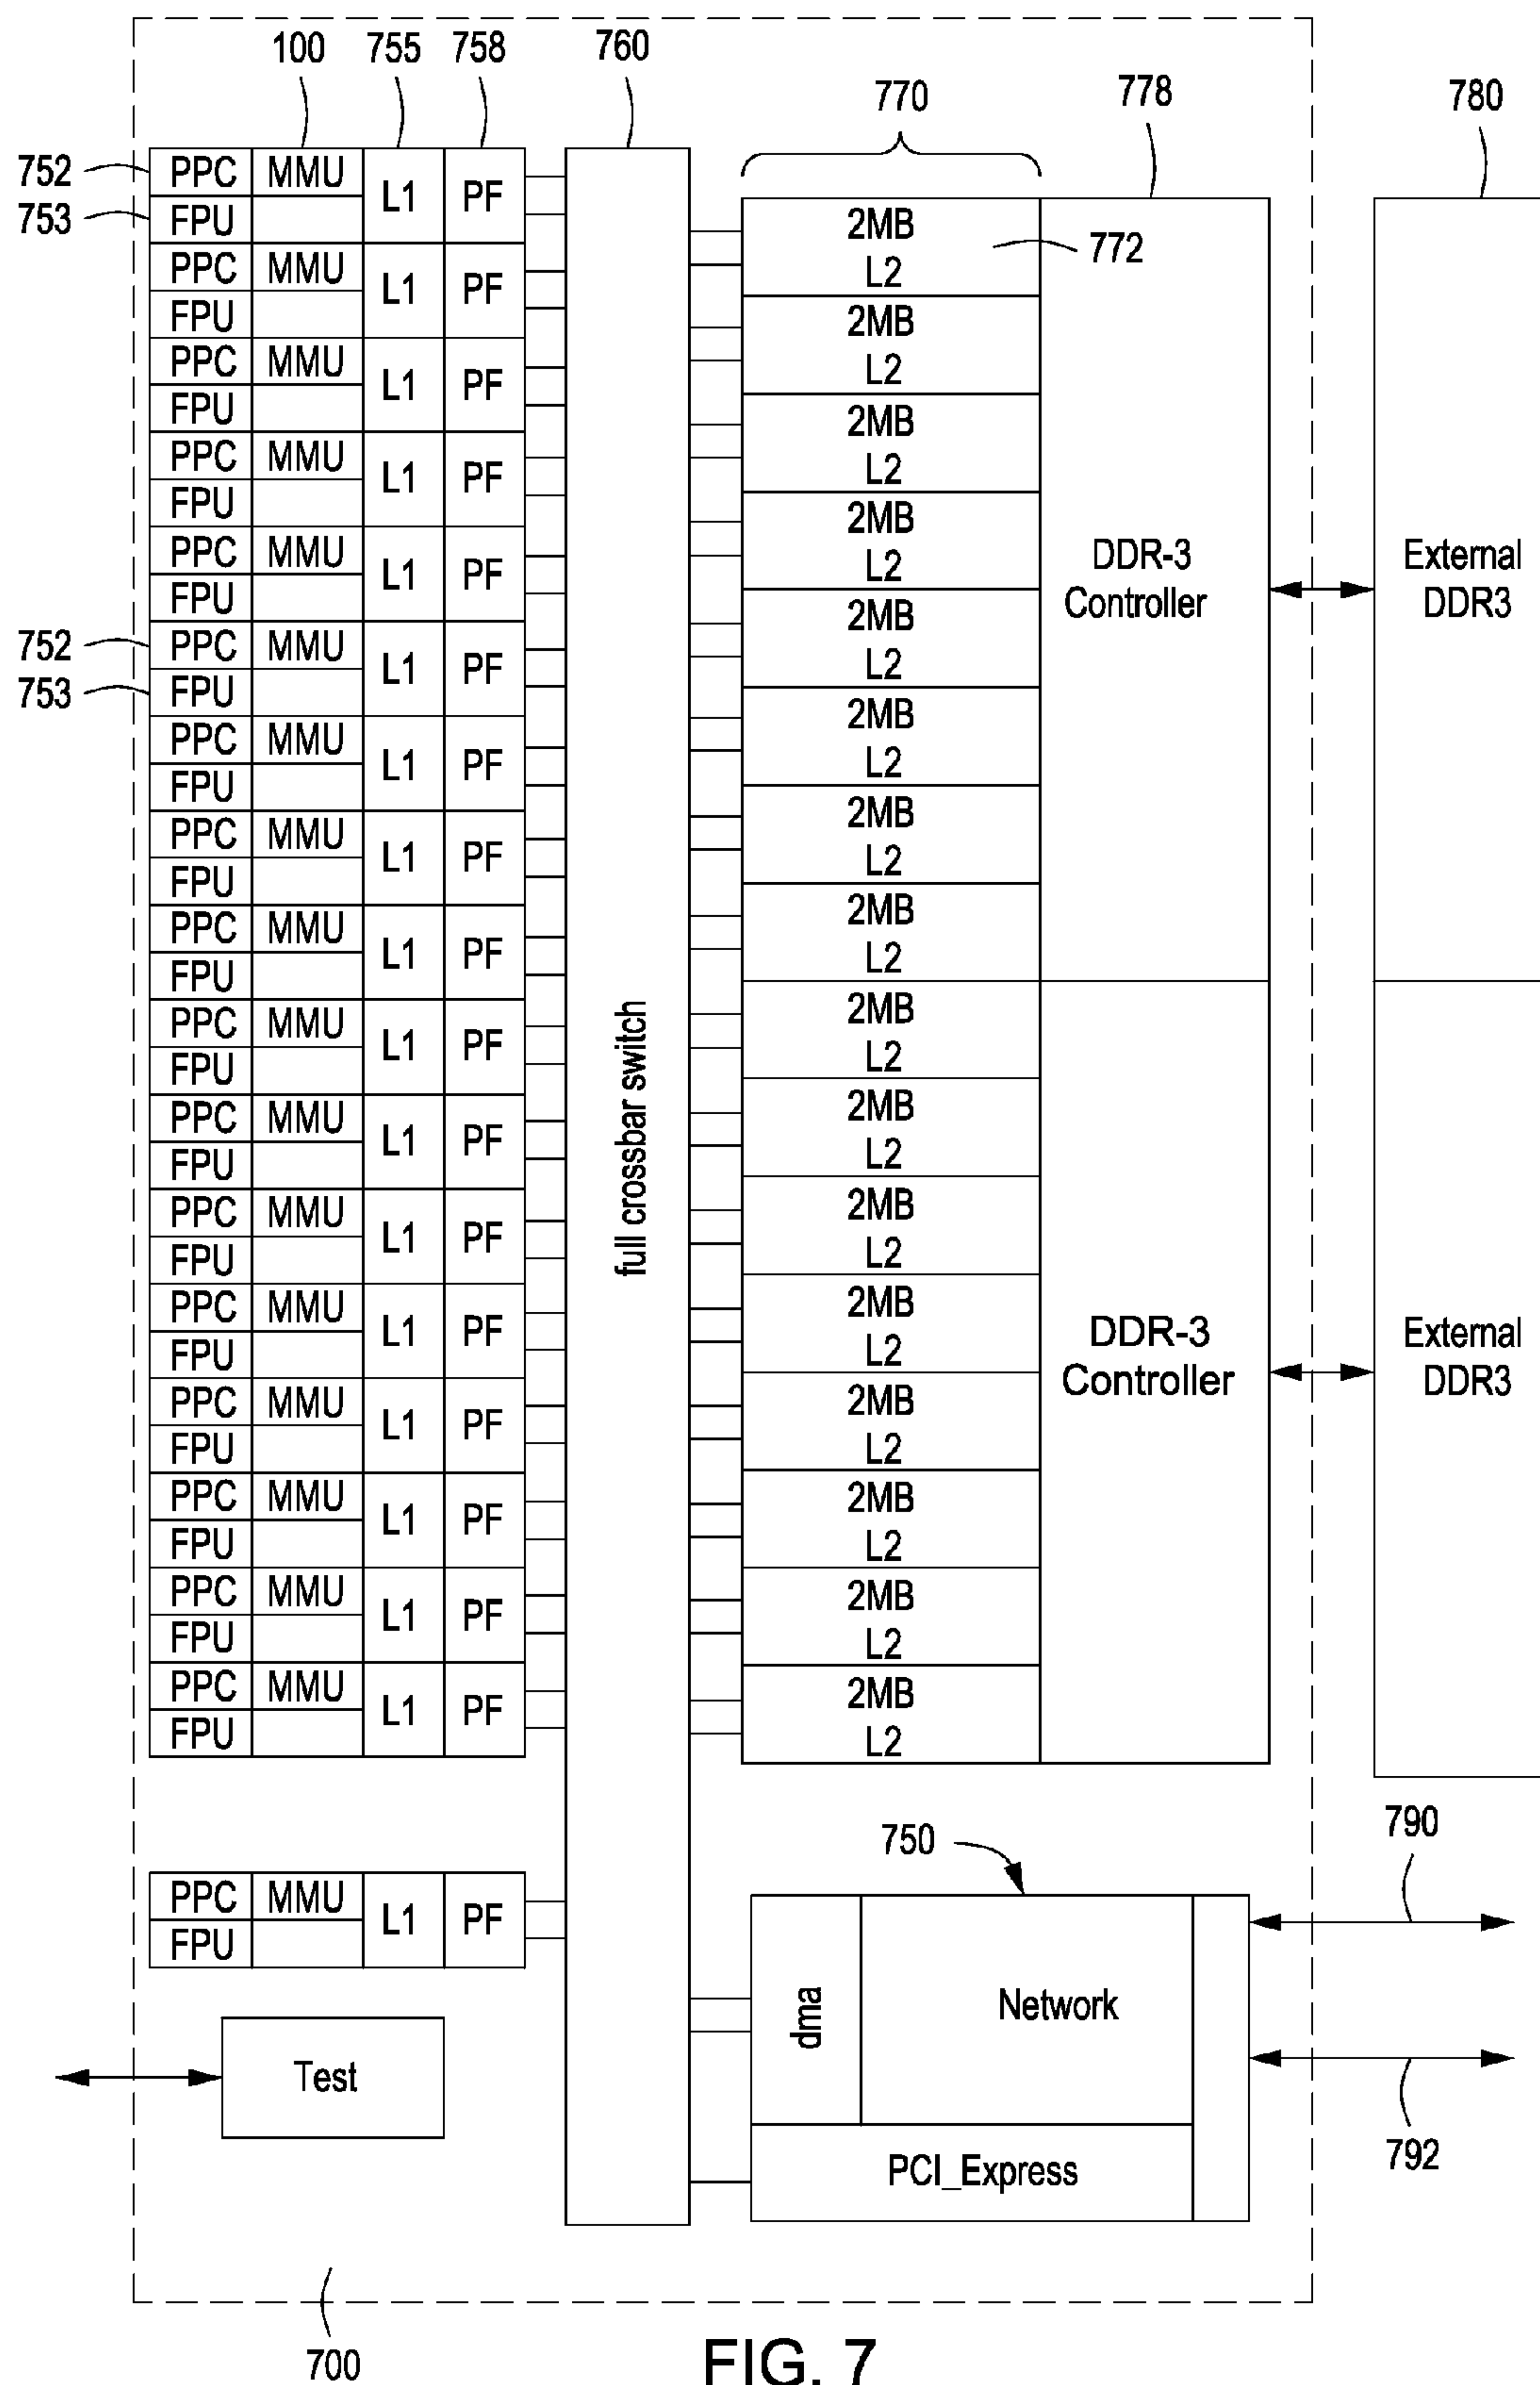 100 755 758 760 770 778 780
752 PPC MMU L1 PF
753 FPU
PPC MMU L1 PF
FPU
PPC MMU L1 PF
FPU
PPC MMU L1 PF
FPU
PPC MMU L1 PF
FPU
752 PPC MMU L1 PF
753 FPU
PPC MMU L1 PF
FPU
PPC MMU L1 PF
FPU
PPC MMU L1 PF
FPU
PPC MMU L1 PF
FPU
PPC MMU L1 PF
FPU
PPC MMU L1 PF
FPU
PPC MMU L1 PF
FPU
PPC MMU L1 PF
FPU
PPC MMU L1 PF
FPU
PPC MMU L1 PF
FPU
PPC MMU L1 PF
FPU
PPC MMU L1 PF
FPU
Test
full crossbar switch
2MB
L2
772
2MB
L2
2MB
L2
2MB
L2
2MB
L2
2MB
L2
2MB
L2
2MB
L2
2MB
L2
2MB
L2
2MB
L2
2MB
L2
2MB
L2
2MB
L2
2MB
L2
2MB
L2
DDR-3
Controller
DDR-3
Controller
External
DDR3
External
DDR3
750
790
dma
Network
PCI_Express
792
700
FIG. 7